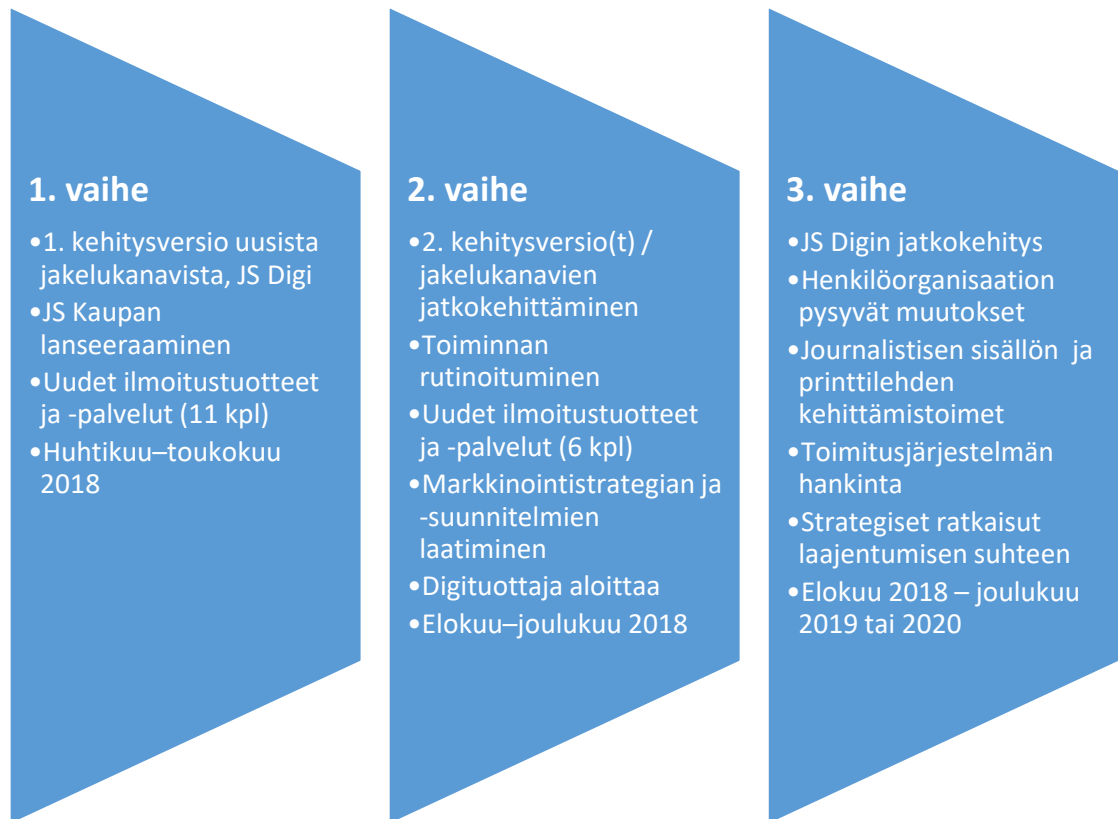 1. vaihe
•1. kehitysversio uusista
jakelukanavista, JS Digi
•JS Kaupan
lanseeraaminen
•Uudet ilmoitustuotteet
ja -palvelut (11 kpl)
•Huhtikuu–toukokuu
2018
2. vaihe
•2. kehitysversio(t) /
jakelukanavien
jatkokehittäminen
•Toiminnan
rutinoituminen
•Uudet ilmoitustuotteet
ja -palvelut (6 kpl)
•Markkinointistrategian ja
-suunnitelmien
laatiminen
•Digituottaja aloittaa
•Elokuu–joulukuu 2018
3. vaihe
•JS Digin jatkokehitys
•Henkilöorganisaation
pysyvät muutokset
•Journalistisen sisällön ja
printtilehden
kehittämistoimet
•Toimitusjärjestelmän
hankinta
•Strategiset ratkaisut
laajentumisen suhteen
•Elokuu 2018 – joulukuu
2019 tai 2020